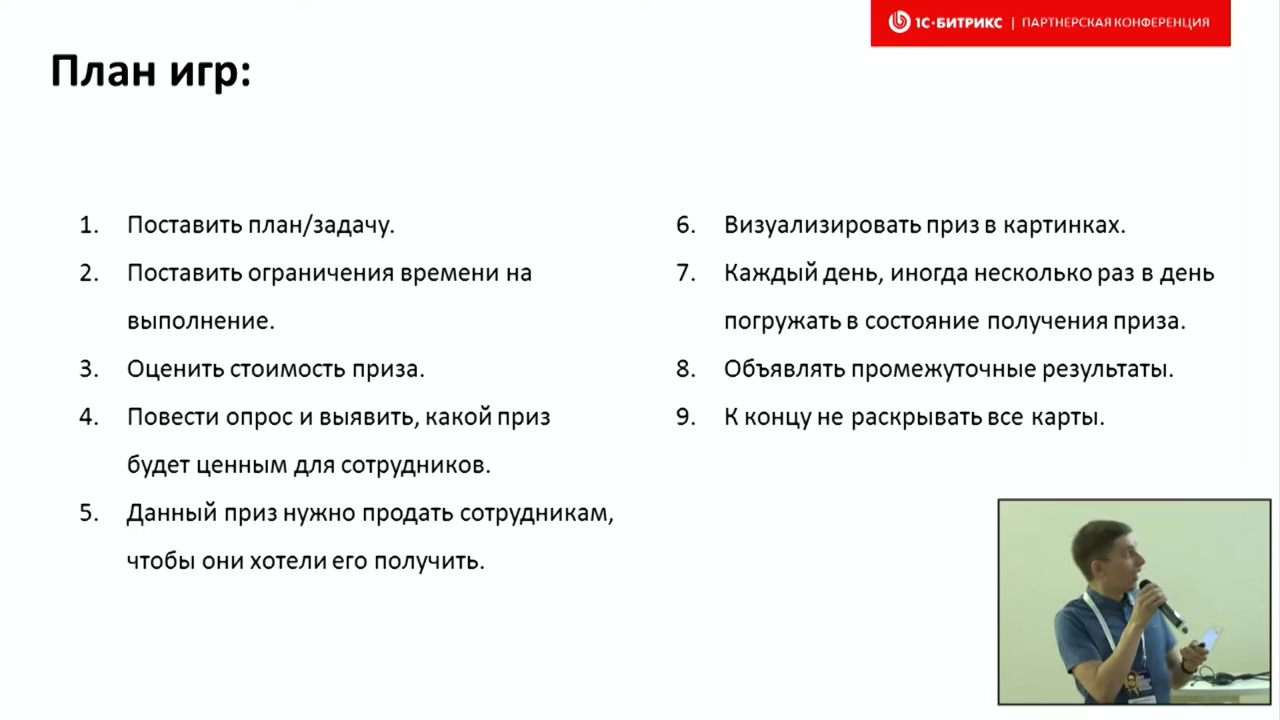 1С·БИТРИКС | ПАРТНЕРСКАЯ КОНФЕРЕНЦИЯ
План игр:
1. Поставить план/задачу.
2. Поставить ограничения времени на
выполнение.
3. Оценить стоимость приза.
4. Повести опрос и выявить, какой приз
будет ценным для сотрудников.
5. Данный приз нужно продать сотрудникам,
чтобы они хотели его получить.
6. Визуализировать приз в картинках.
7. Каждый день, иногда несколько раз в день
погружать в состояние получения приза.
8. Объявлять промежуточные результаты.
9. К концу не раскрывать все карты.